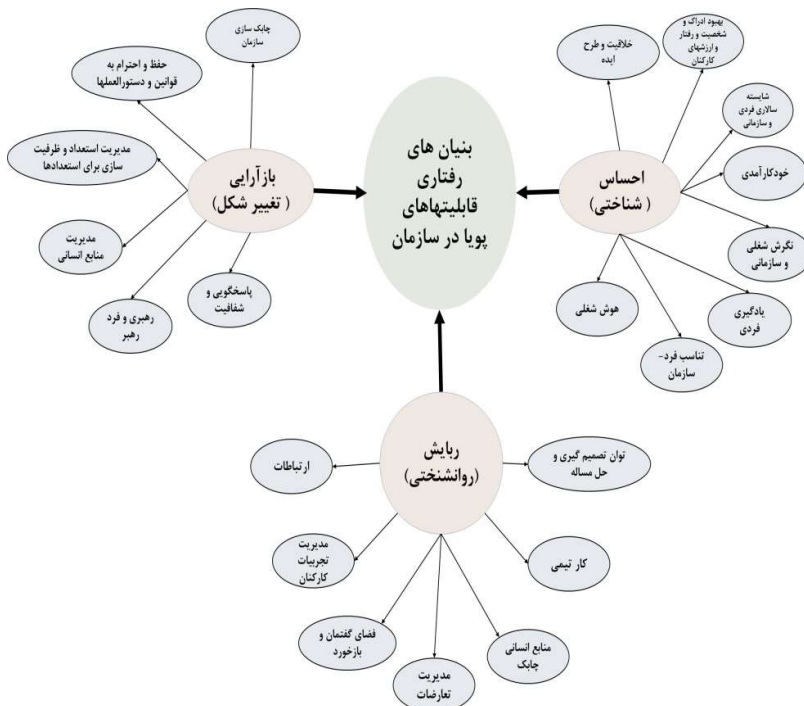 بنیان های
رفتاری
قابلیتهاهای
پویا در سازمان
احساس
( شناختی)
بهبود ادراک و
شخصیت و رفتار
و ارزشهای
کارکنان
خلاقیت و طرح
ایده
شایسته
سالاری فردی
و سازمانی
خودکارآمدی
نگرش شغلی
و سازمانی
یادگیری
فردی
تناسب فرد-
سازمان
هوش شغلی
بازآرایی
( تغییر شکل)
چابک سازی
سازمان
حفظ و احترام به
قوانین و دستورالعملها
مدیریت استعداد و ظرفیت
سازی برای استعدادها
مدیریت
منابع انسانی
رهبری و فرد
رهبر
پاسخگویی و
شفافیت
ربایش
(روانشنختی)
توان تصمیم گیری و
حل مساله
کار تیمی
منابع انسانی
چابک
مدیریت
تعارضات
فضای گفتمان و
بازخورد
مدیریت
تجربیات
کارکنان
ارتباطات